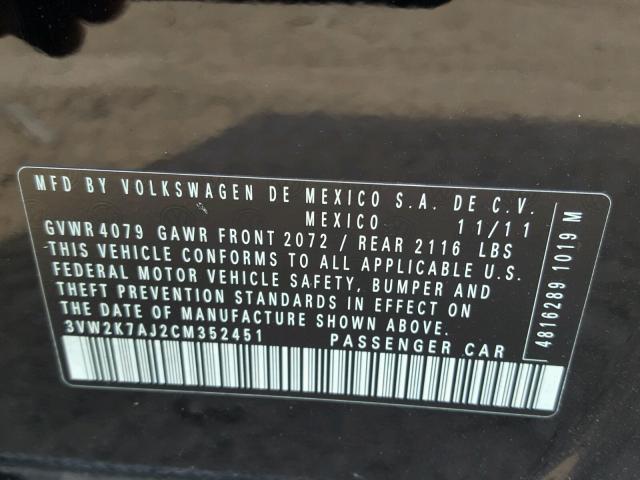 MFD BY VOLKSWAGEN DE MEXICO S.A. DE C.V.
MEXICO 11/11
GVWR 4079 GAWR FRONT 2072 / REAR 2116 LBS
THIS VEHICLE CONFORMS TO ALL APPLICABLE U.S.
FEDERAL MOTOR VEHICLE SAFETY, BUMPER AND
THEFT PREVENTION STANDARDS IN EFFECT ON
THE DATE OF MANUFACTURE SHOWN ABOVE
3VW2K7AJ2CM352451 PASSENGER CAR
4816289 1019 M